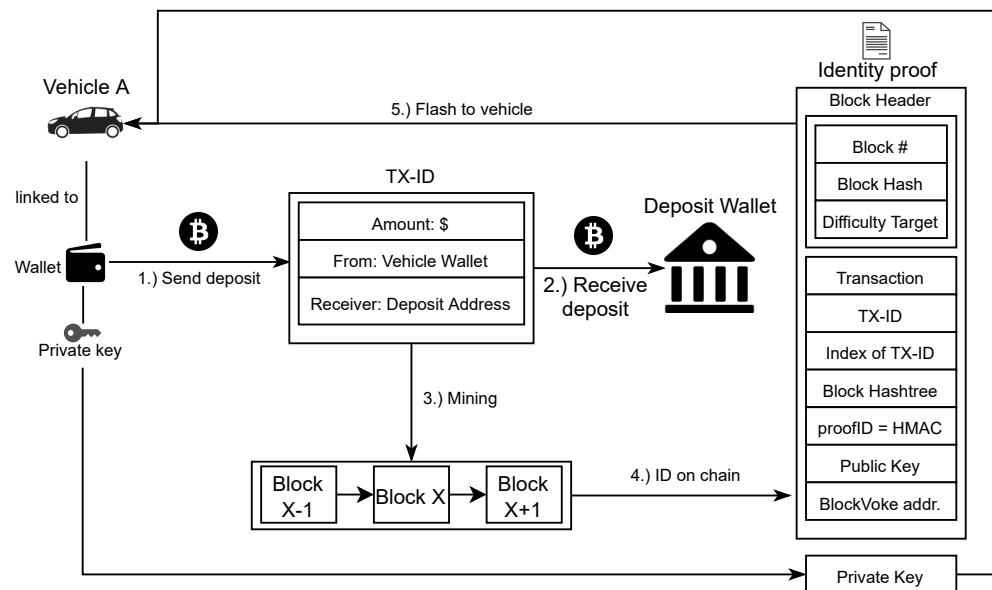 Identity proof
Vehicle A
Block Header
5.) Flash to vehicle
Block #
Block Hash
Difficulty Target
linked to
TX-ID
Amount: $
From: Vehicle Wallet
Receiver: Deposit Address
Deposit Wallet
Wallet
1.) Send deposit
2.) Receive
deposit
Transaction
TX-ID
Index of TX-ID
Block Hashtree
proofID = HMAC
Public Key
BlockVoke addr.
Private key
3.) Mining
Block
X-1
Block X
Block
X+1
4.) ID on chain
Private Key